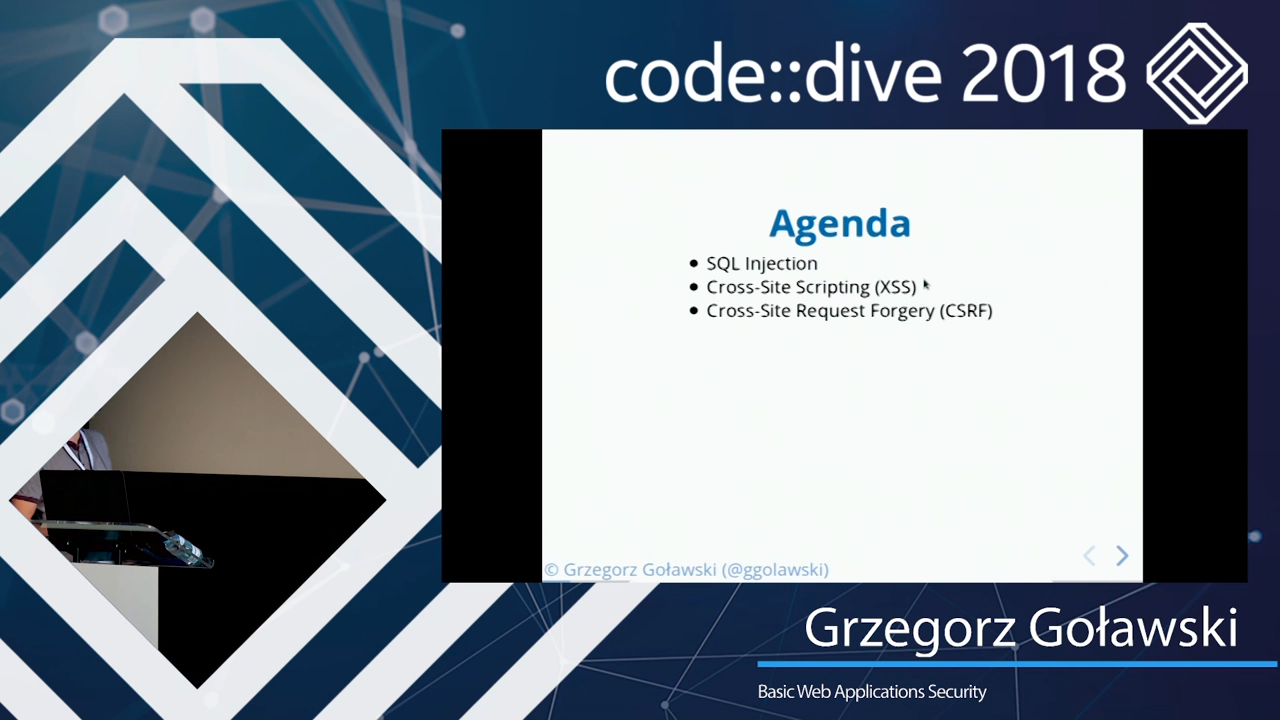 code::dive 2018
Agenda
• SQL Injection
• Cross-Site Scripting (XSS)
• Cross-Site Request Forgery (CSRF)
© Grzegorz Goławski (@ggolawski)
Grzegorz Goławski
Basic Web Applications Security